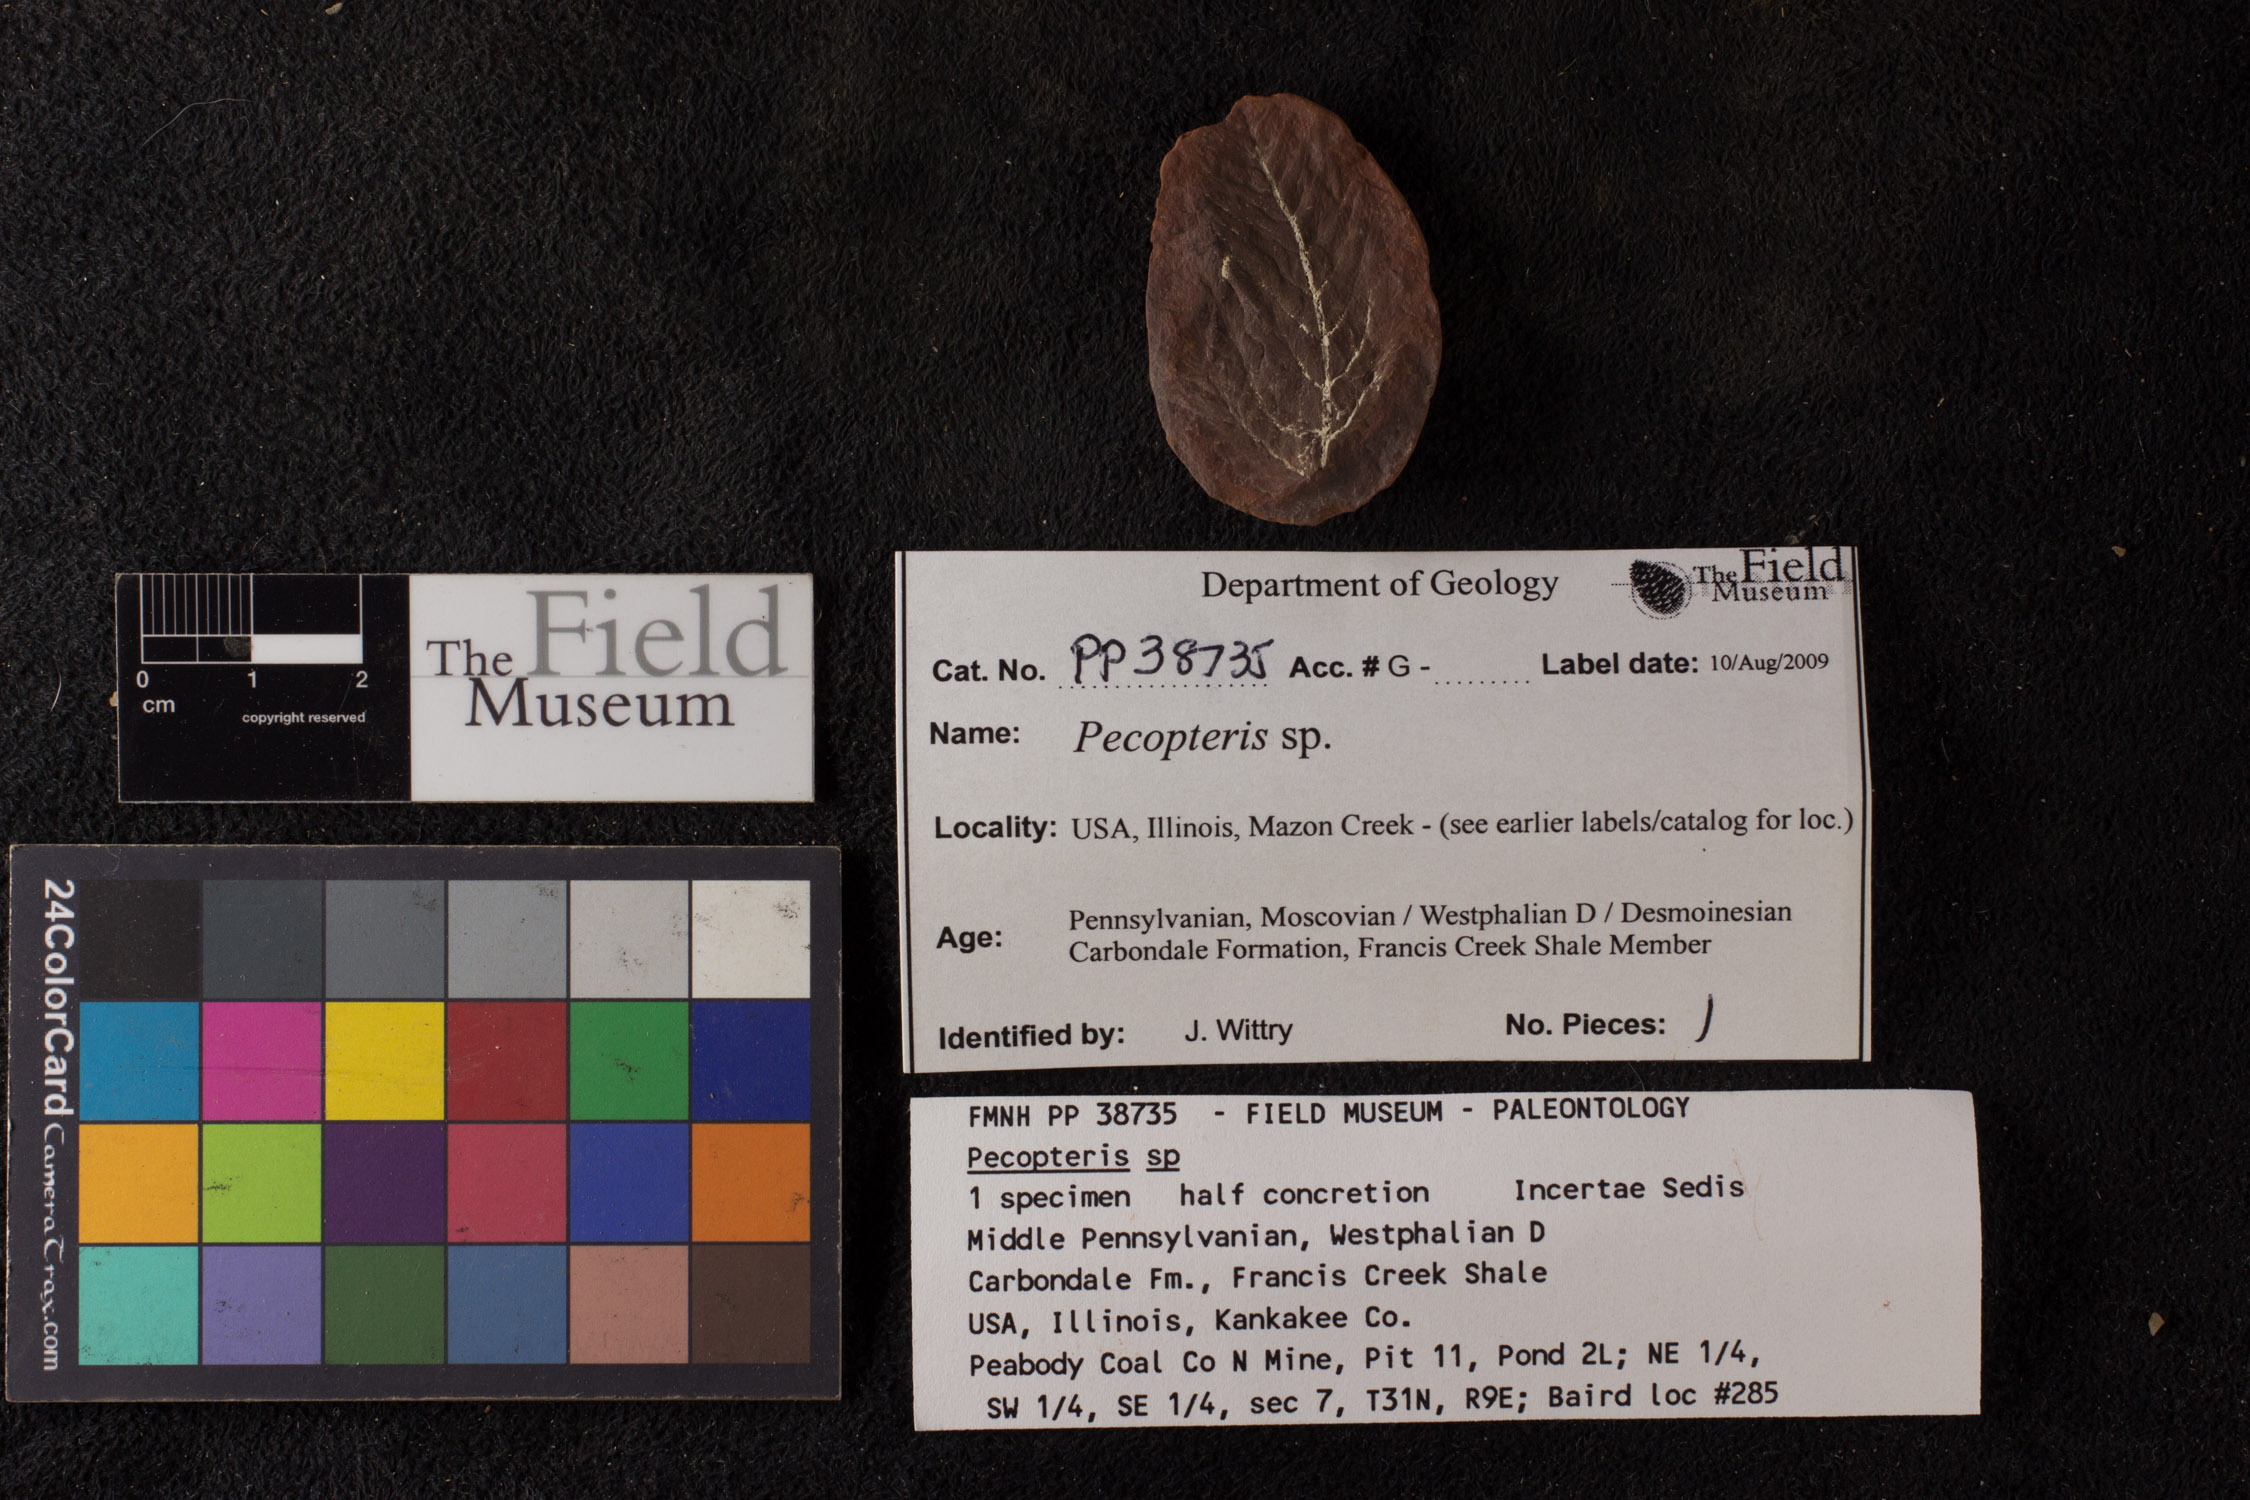 0 1 2
cm
copyright reserved
The Field
Museum
24ColorCard CameraTrax.com
Department of Geology
The Field
Museum
Cat. No. PP38735 Acc. # G - ........ Label date: 10/Aug/2009
Name: Pecopteris sp.
Locality: USA, Illinois, Mazon Creek - (see earlier labels/catalog for loc.)
Age: Pennsylvanian, Moscovian / Westphalian D / Desmoinesian
Carbondale Formation, Francis Creek Shale Member
Identified by: J. Wittry No. Pieces: 1
FMNH PP 38735 - FIELD MUSEUM - PALEONTOLOGY
Pecopteris sp
1 specimen half concretion Incertae Sedis
Middle Pennsylvanian, Westphalian D
Carbondale Fm., Francis Creek Shale
USA, Illinois, Kankakee Co.
Peabody Coal Co N Mine, Pit 11, Pond 2L; NE 1/4,
SW 1/4, SE 1/4, sec 7, T31N, R9E; Baird loc #285